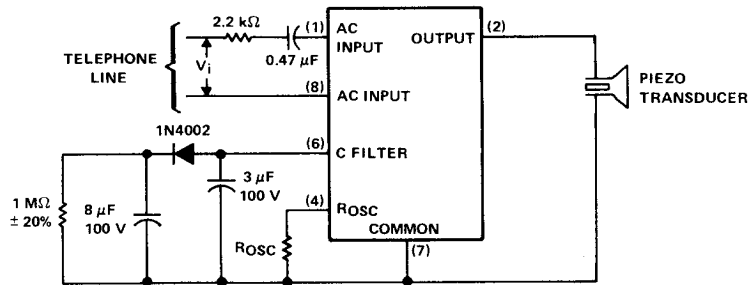 2.2 kΩ
0.47 μF
(1)
AC
INPUT
OUTPUT
(2)
TELEPHONE
LINE
Vi
(8)
AC INPUT
PIEZO
TRANSDUCER
1N4002
(6)
C FILTER
1 MΩ
± 20%
8 μF
100 V
3 μF
100 V
(4)
ROSC
ROSC
COMMON
(7)